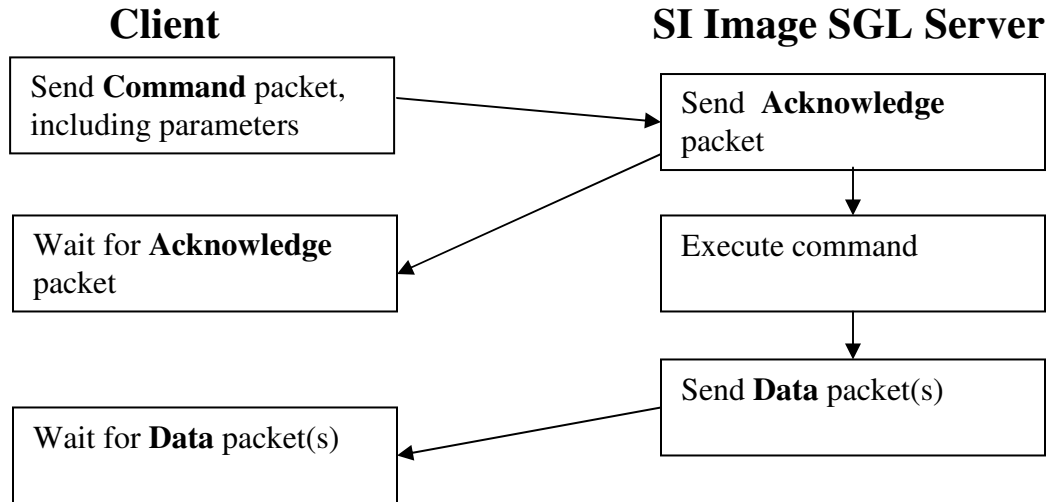 Client
SI Image SGL Server
Send Command packet,
including parameters
Send Acknowledge
packet
Wait for Acknowledge
packet
Execute command
Send Data packet(s)
Wait for Data packet(s)